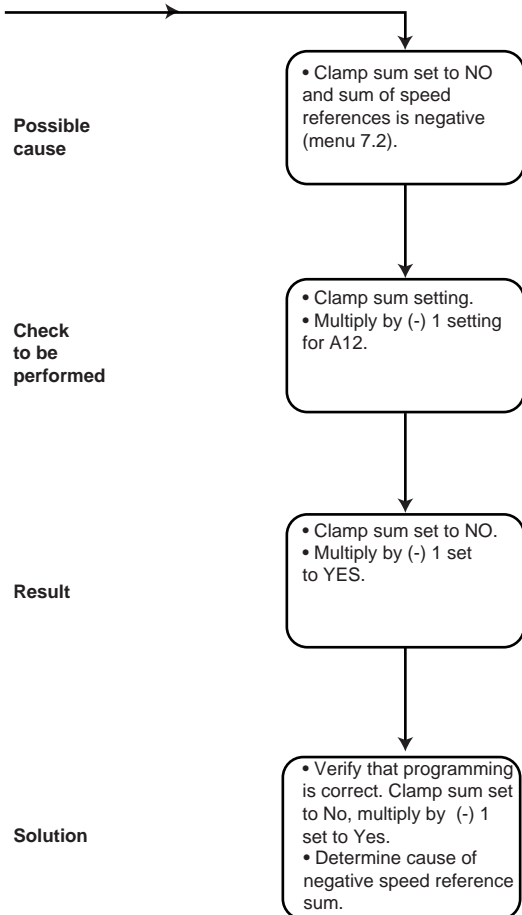 Possible
cause
• Clamp sum set to NO
and sum of speed
references is negative
(menu 7.2).
Check
to be
performed
• Clamp sum setting.
• Multiply by (-) 1 setting
for A12.
Result
• Clamp sum set to NO.
• Multiply by (-) 1 set
to YES.
Solution
• Verify that programming
is correct. Clamp sum set
to No, multiply by  (-) 1
set to Yes.
• Determine cause of
negative speed reference
sum.